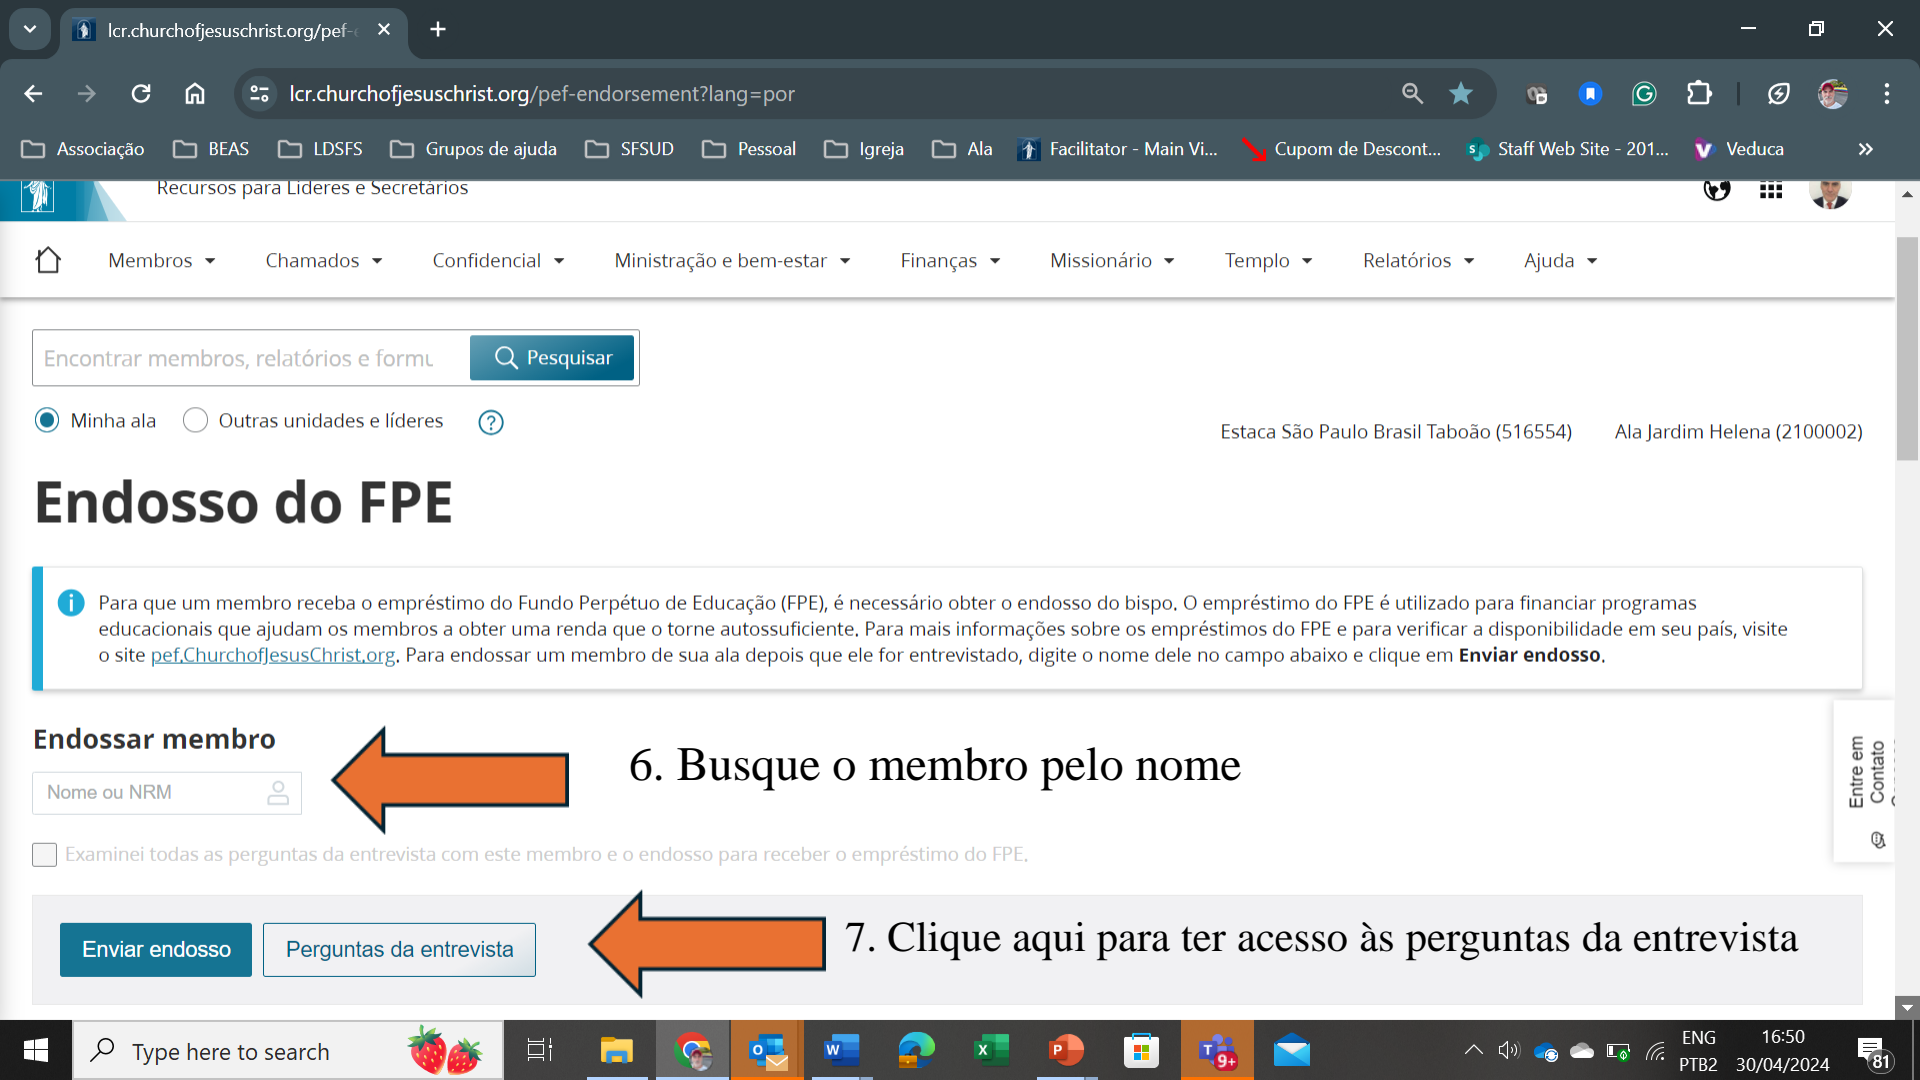 lcr.churchofjesuschrist.org/pef-
lcr.churchofjesuschrist.org/pef-endorsement?lang=por
Associação BEAS LDSFS Grupos de ajuda SFSUD Pessoal Igreja Ala Facilitator - Main Vi... Cupom de Descont... Staff Web Site - 201... Veduca
Recursos para Líderes e Secretários
Membros Chamados Confidencial Ministração e bem-estar Finanças Missionário Templo Relatórios Ajuda
Encontrar membros, relatórios e formu Pesquisar
Minha ala Outras unidades e líderes ?
Estaca São Paulo Brasil Taboão (516554) Ala Jardim Helena (2100002)
Endosso do FPE
Para que um membro receba o empréstimo do Fundo Perpétuo de Educação (FPE), é necessário obter o endosso do bispo. O empréstimo do FPE é utilizado para financiar programas
educacionais que ajudam os membros a obter uma renda que o torne autossuficiente. Para mais informações sobre os empréstimos do FPE e para verificar a disponibilidade em seu país, visite
o site pef.ChurchofJesusChrist.org. Para endossar um membro de sua ala depois que ele for entrevistado, digite o nome dele no campo abaixo e clique em Enviar endosso.
Endossar membro
6. Busque o membro pelo nome
Nome ou NRM
Entre em
Contato
Examinei todas as perguntas da entrevista com este membro e o endosso para receber o empréstimo do FPE.
Enviar endosso Perguntas da entrevista
7. Clique aqui para ter acesso às perguntas da entrevista
Type here to search
9+
ENG
PTB2
16:50
30/04/2024
81